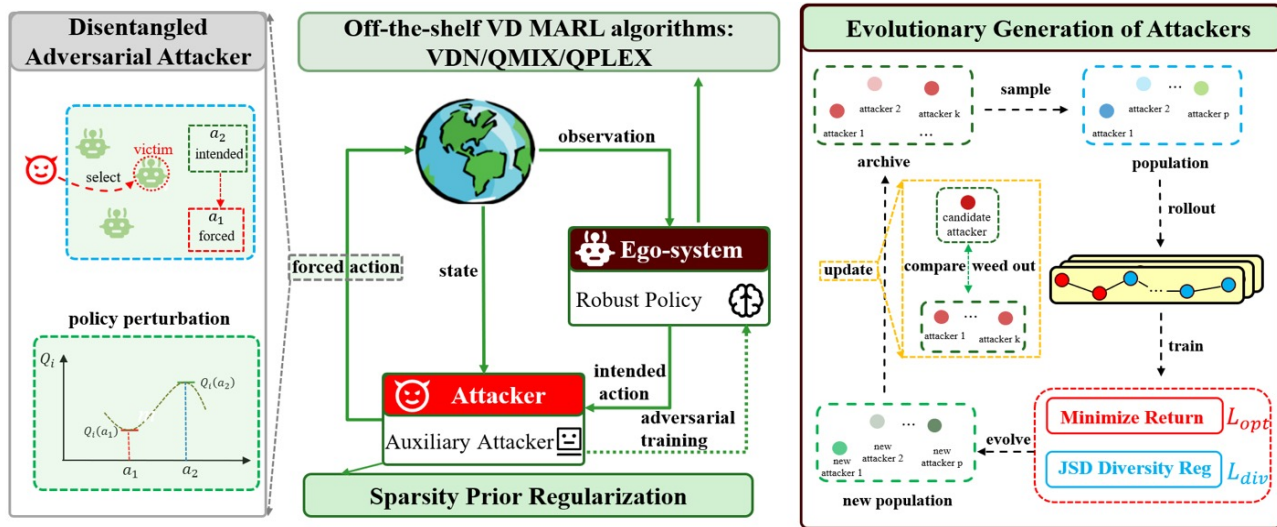 Disentangled
Adversarial Attacker
victim
select
a₂
intended
a₁
forced
policy perturbation
Qᵢ
Qᵢ(a₂)
Qᵢ(a₁)
a₁
a₂
Off-the-shelf VD MARL algorithms:
VDN/QMIX/QPLEX
observation
forced action
state
Ego-system
Robust Policy
intended
action
adversarial
training
Attacker
Auxiliary Attacker
Sparsity Prior Regularization
Evolutionary Generation of Attackers
attacker 1
attacker 2
attacker k
...
archive
sample
attacker 1
attacker 2
...
attacker p
population
rollout
...
update
candidate
attacker
compare
weed out
...
attacker 1
attacker k
train
Minimize Return
L_opt
JSD Diversity Reg
L_div
evolve
...
new
attacker 1
new
attacker 2
new
attacker p
new population